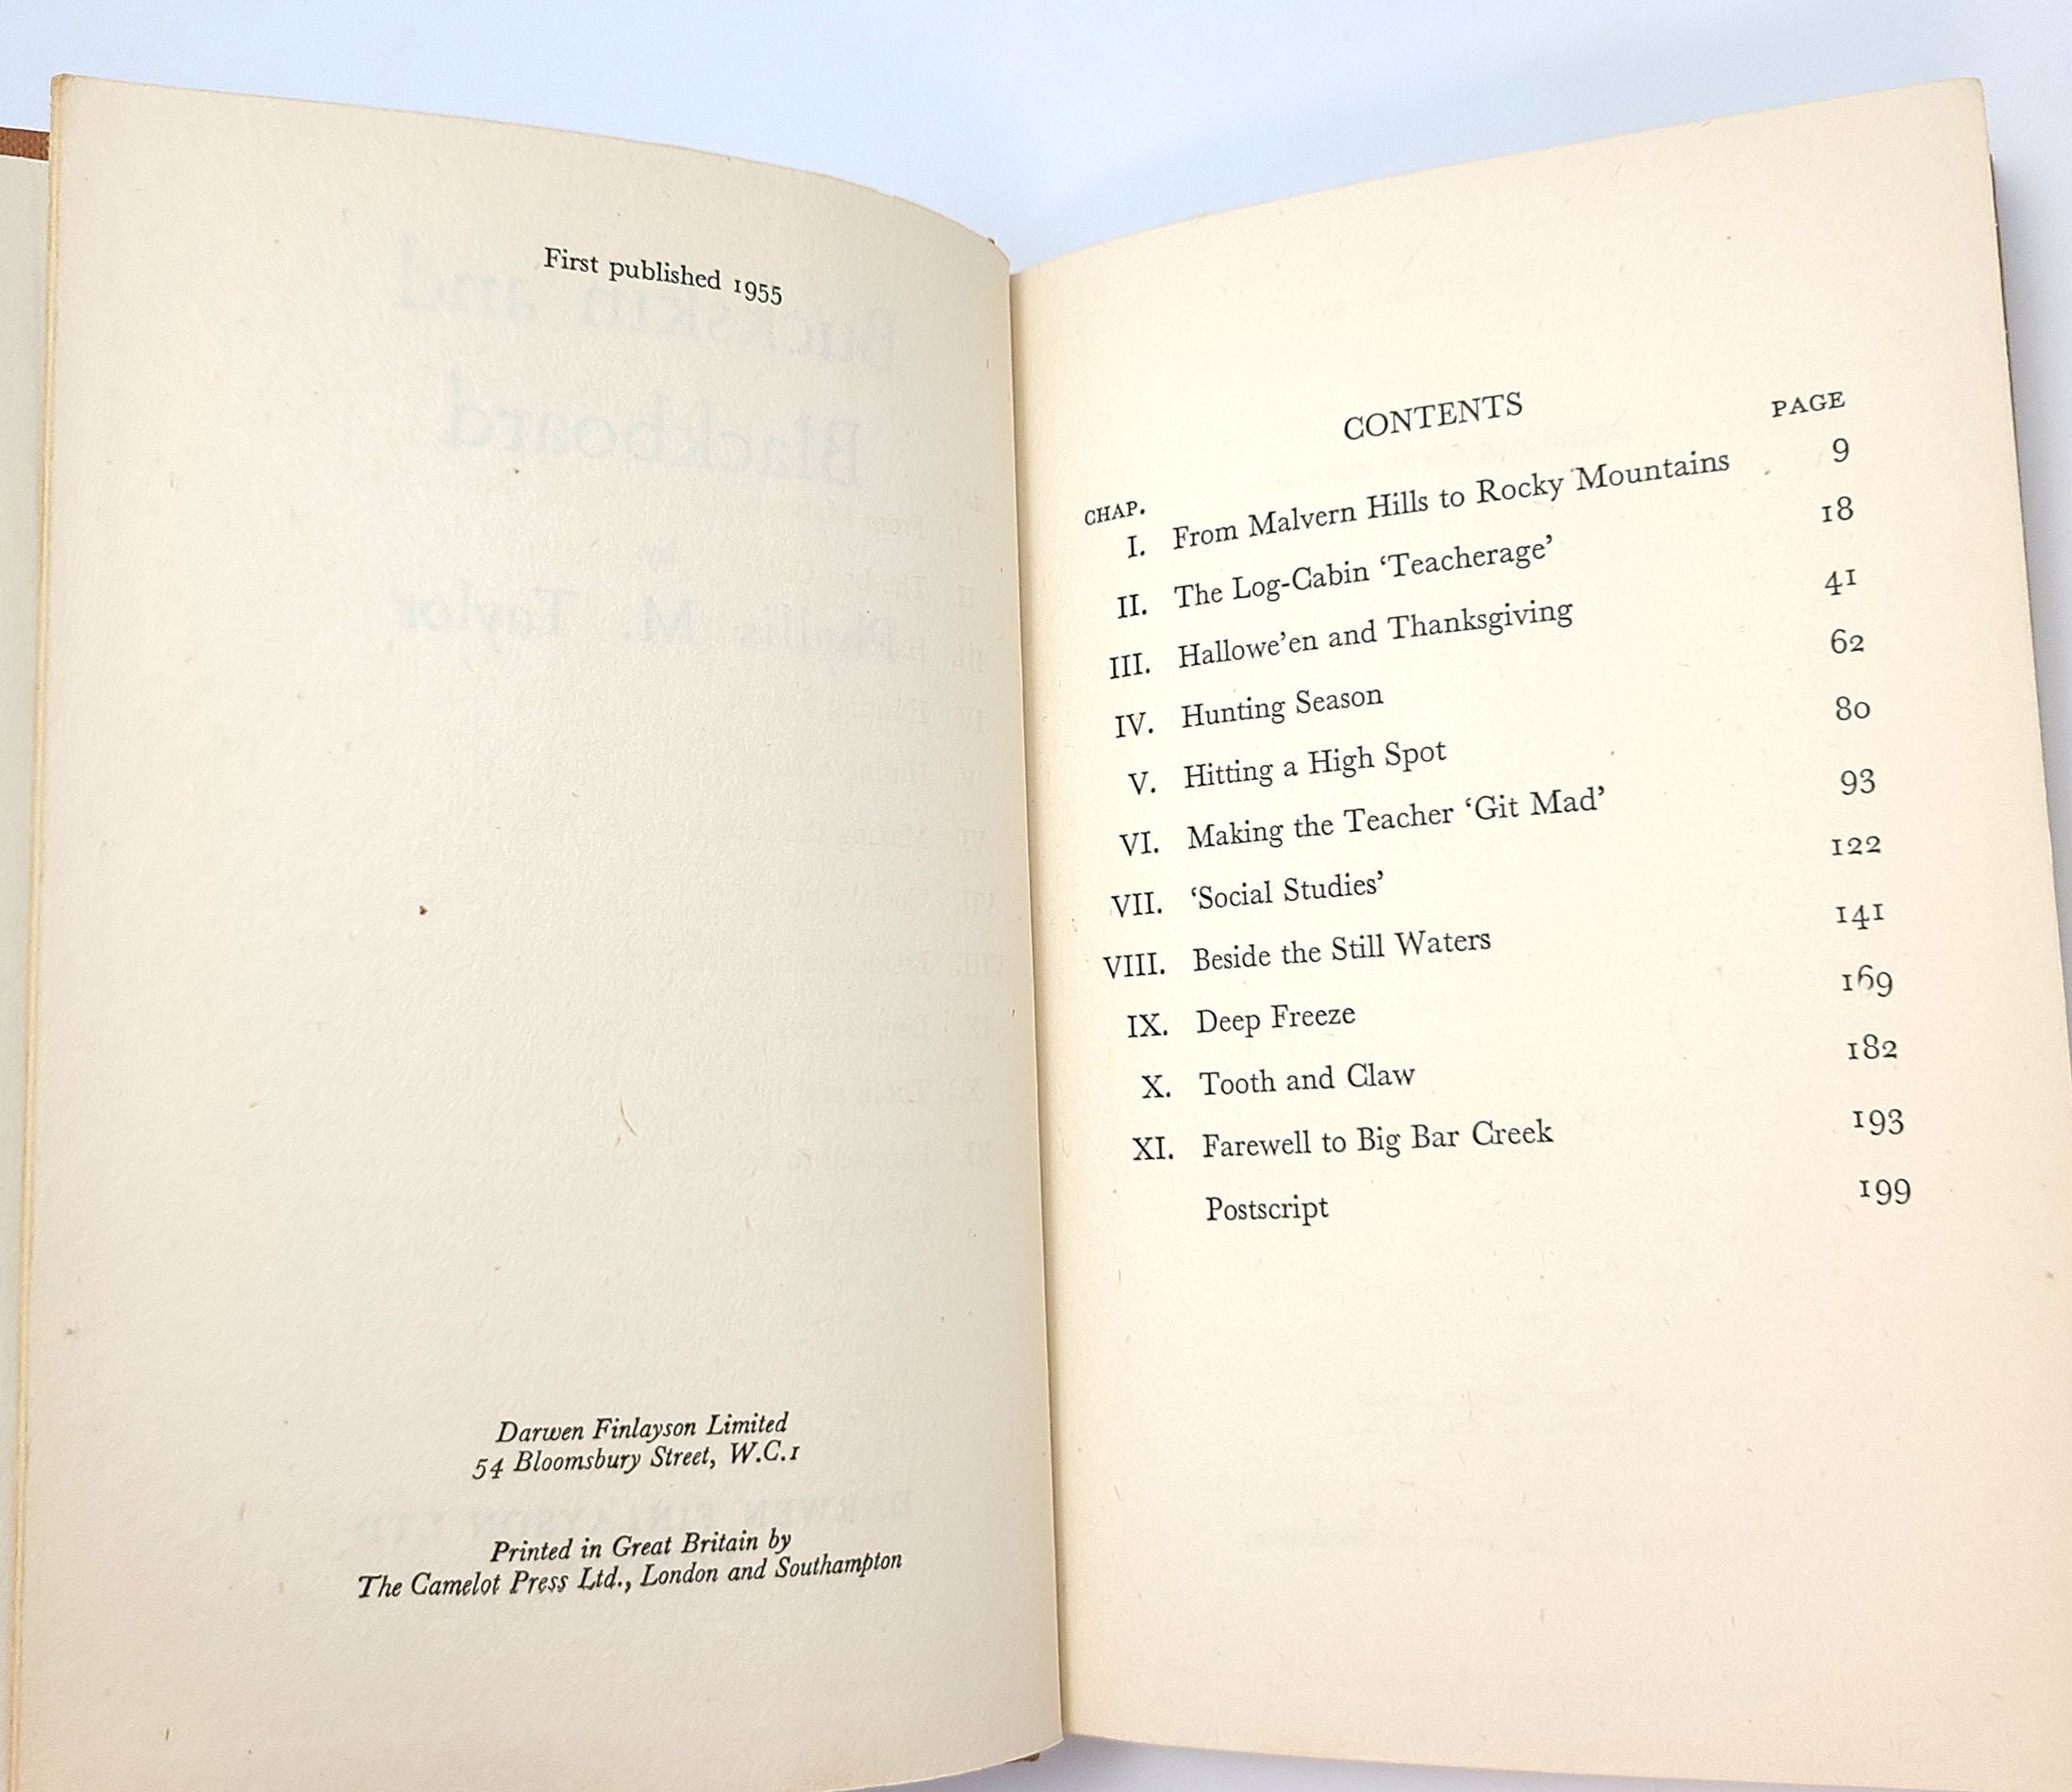 First published 1955
Darwen Finlayson Limited
54 Bloomsbury Street, W.C.1
Printed in Great Britain by
The Camelot Press Ltd., London and Southampton
CONTENTS
CHAP. PAGE
I. From Malvern Hills to Rocky Mountains 9
II. The Log-Cabin ‘Teacherage’ 18
III. Hallowe’en and Thanksgiving 41
IV. Hunting Season 62
V. Hitting a High Spot 80
VI. Making the Teacher ‘Git Mad’ 93
VII. ‘Social Studies’ 122
VIII. Beside the Still Waters 141
IX. Deep Freeze 169
X. Tooth and Claw 182
XI. Farewell to Big Bar Creek 193
Postscript 199